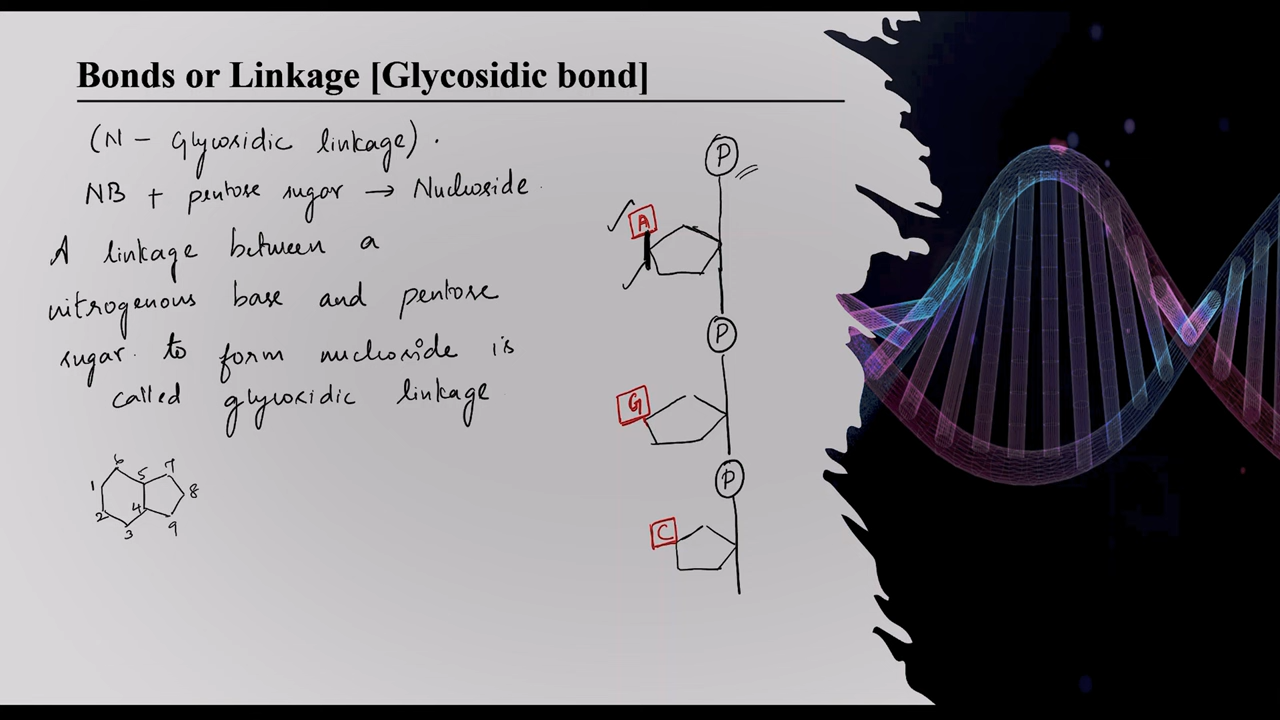 Bonds or Linkage [Glycosidic bond]
(N - Glycosidic linkage).
NB + pentose sugar → Nucleoside.
A linkage between a
nitrogenous base and pentose
sugar. to form nucleoside is
called glycosidic linkage
P
A
P
G
P
C
6
1 5 7
8
2 4
3 9